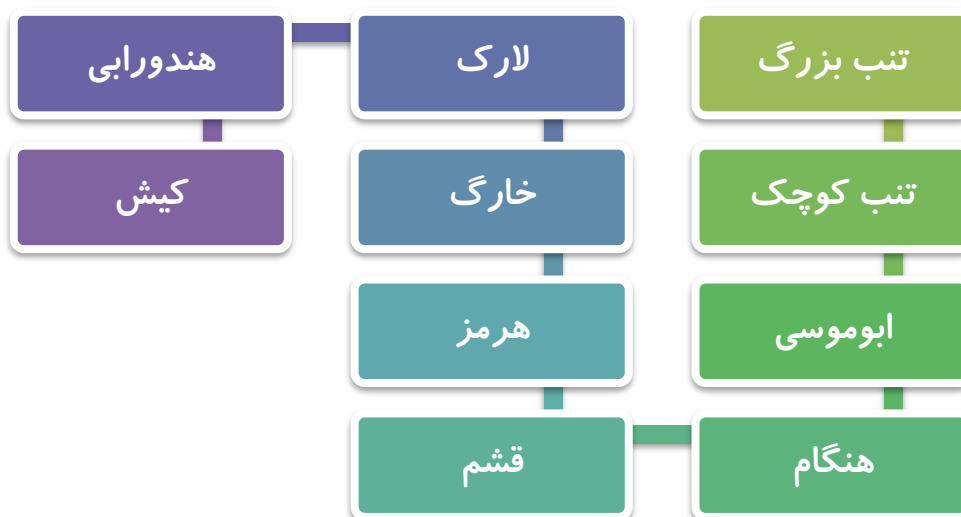 تنب بزرگ
تنب کوچک
ابوموسی
هنگام
قشم
هرمز
خارگ
لارک
هندورابی
کیش